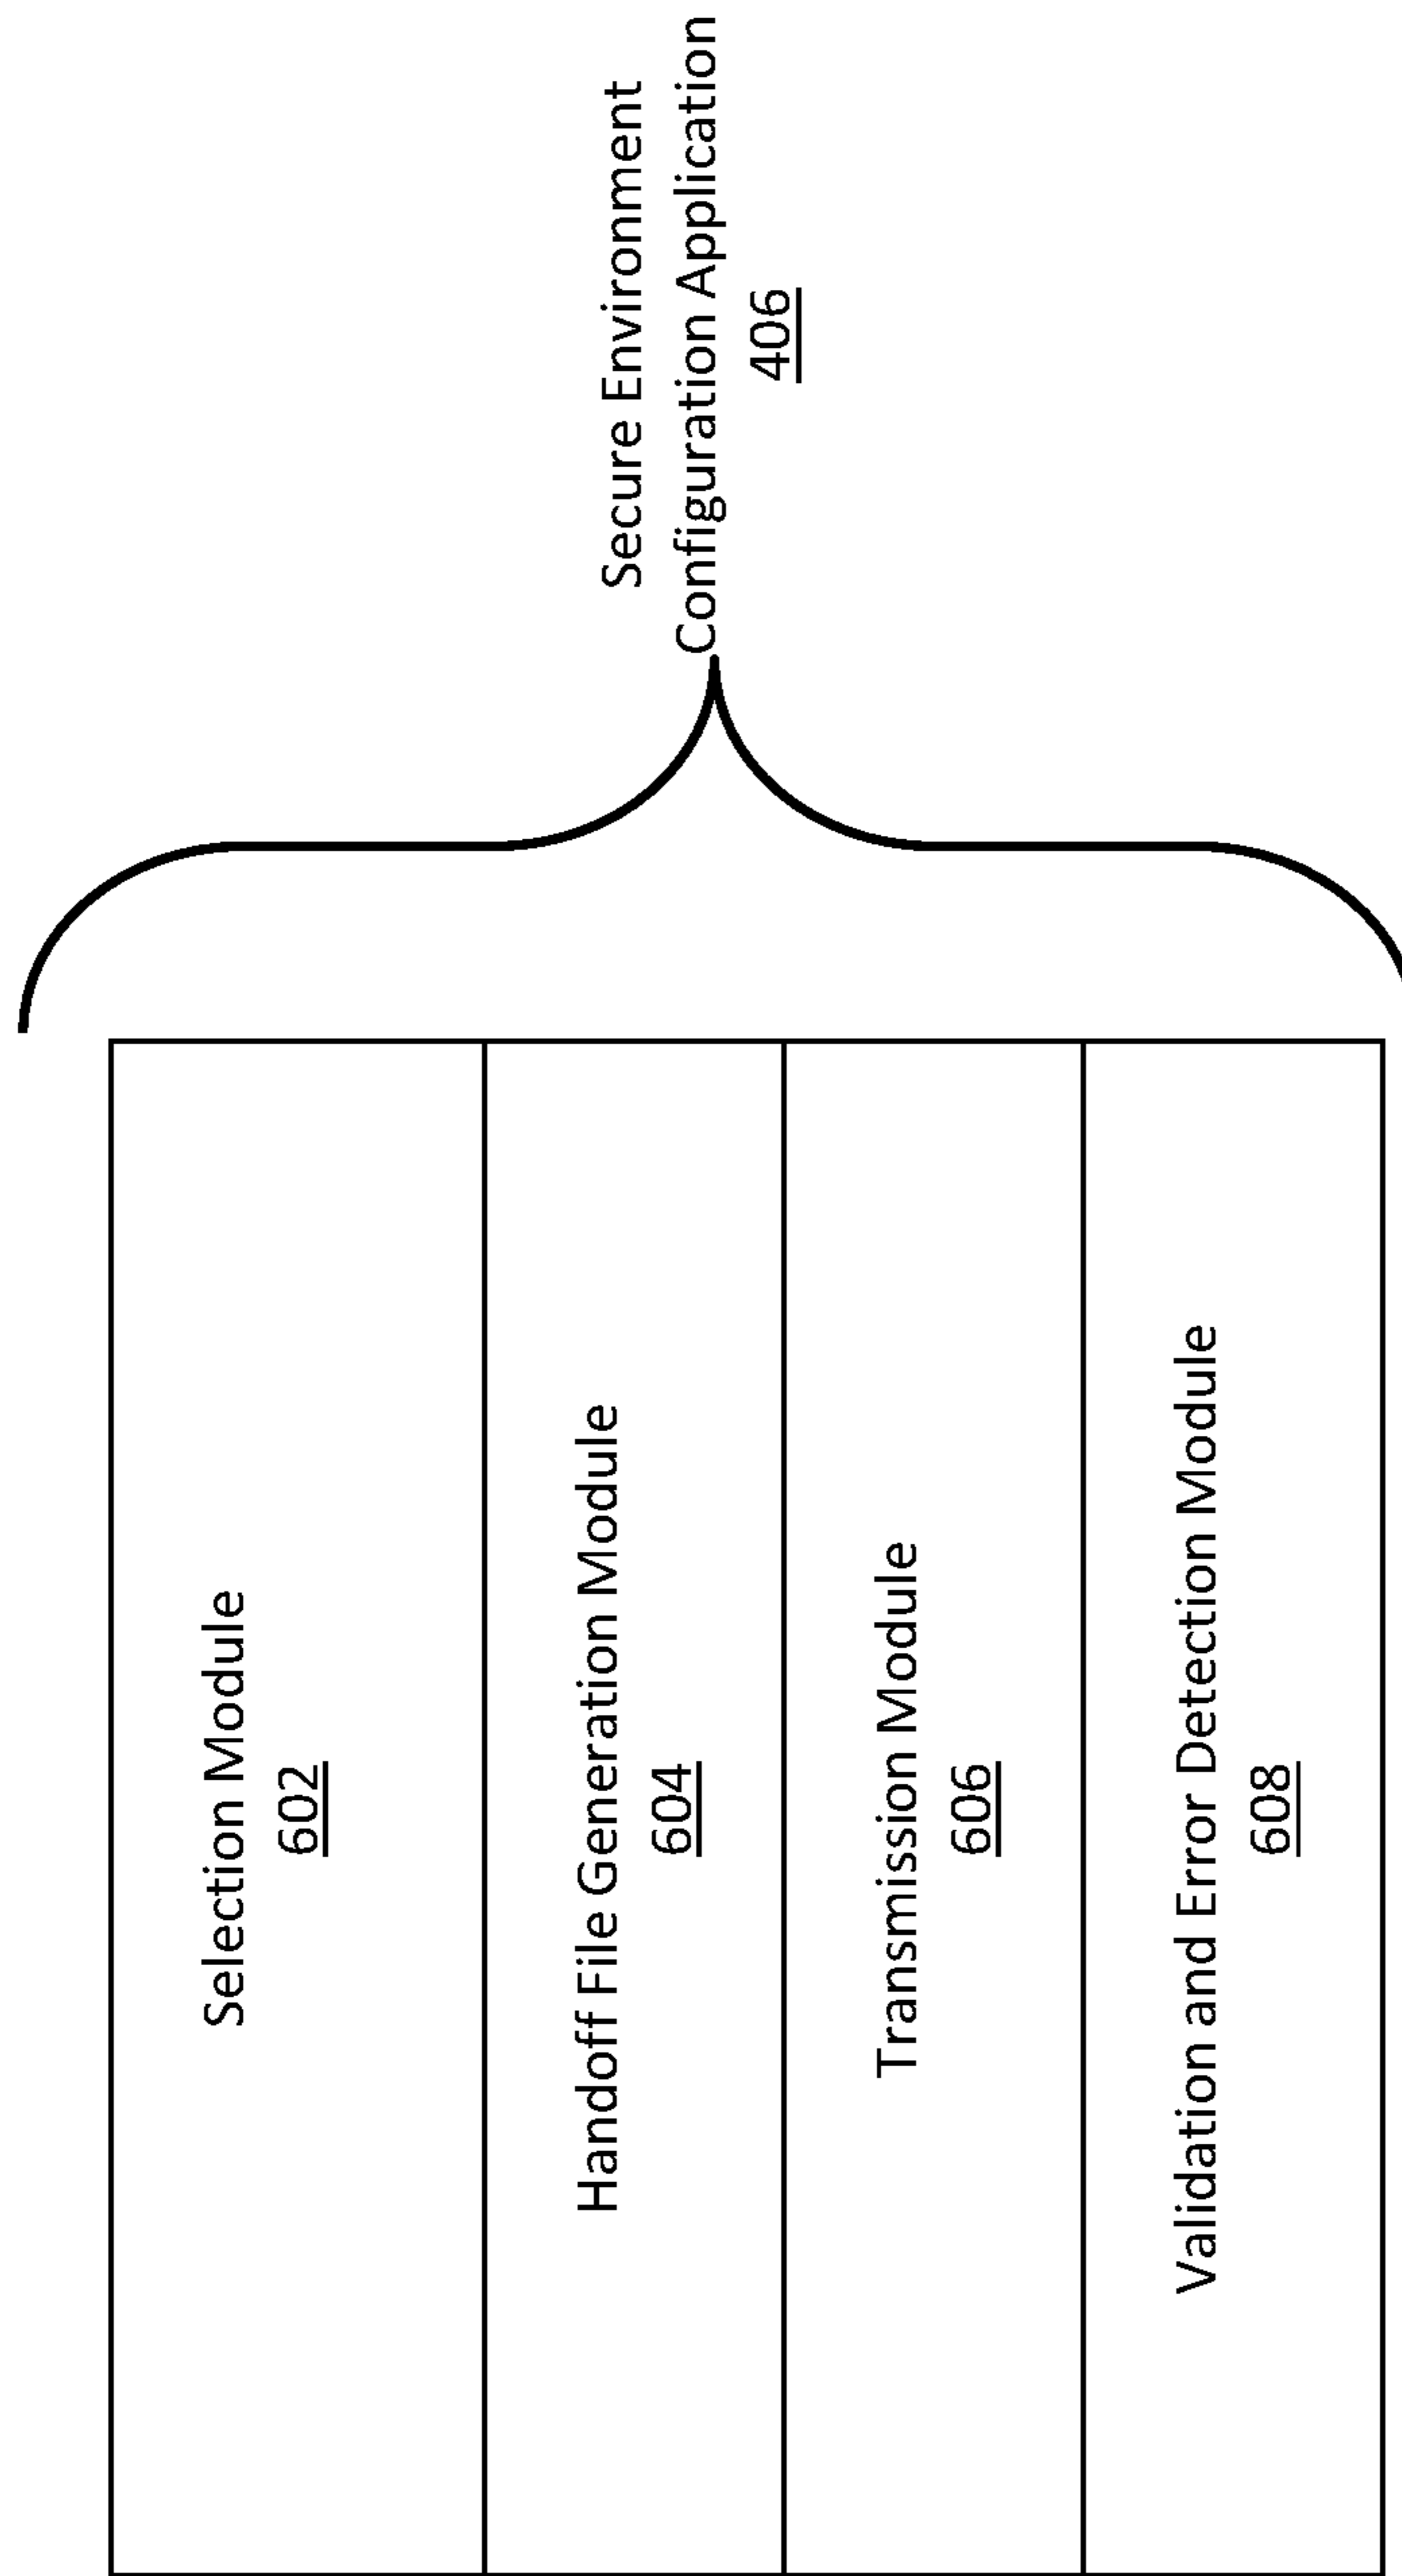 Selection Module
602
Handoff File Generation Module
604
Transmission Module
606
Validation and Error Detection Module
608
Secure Environment
Configuration Application
406